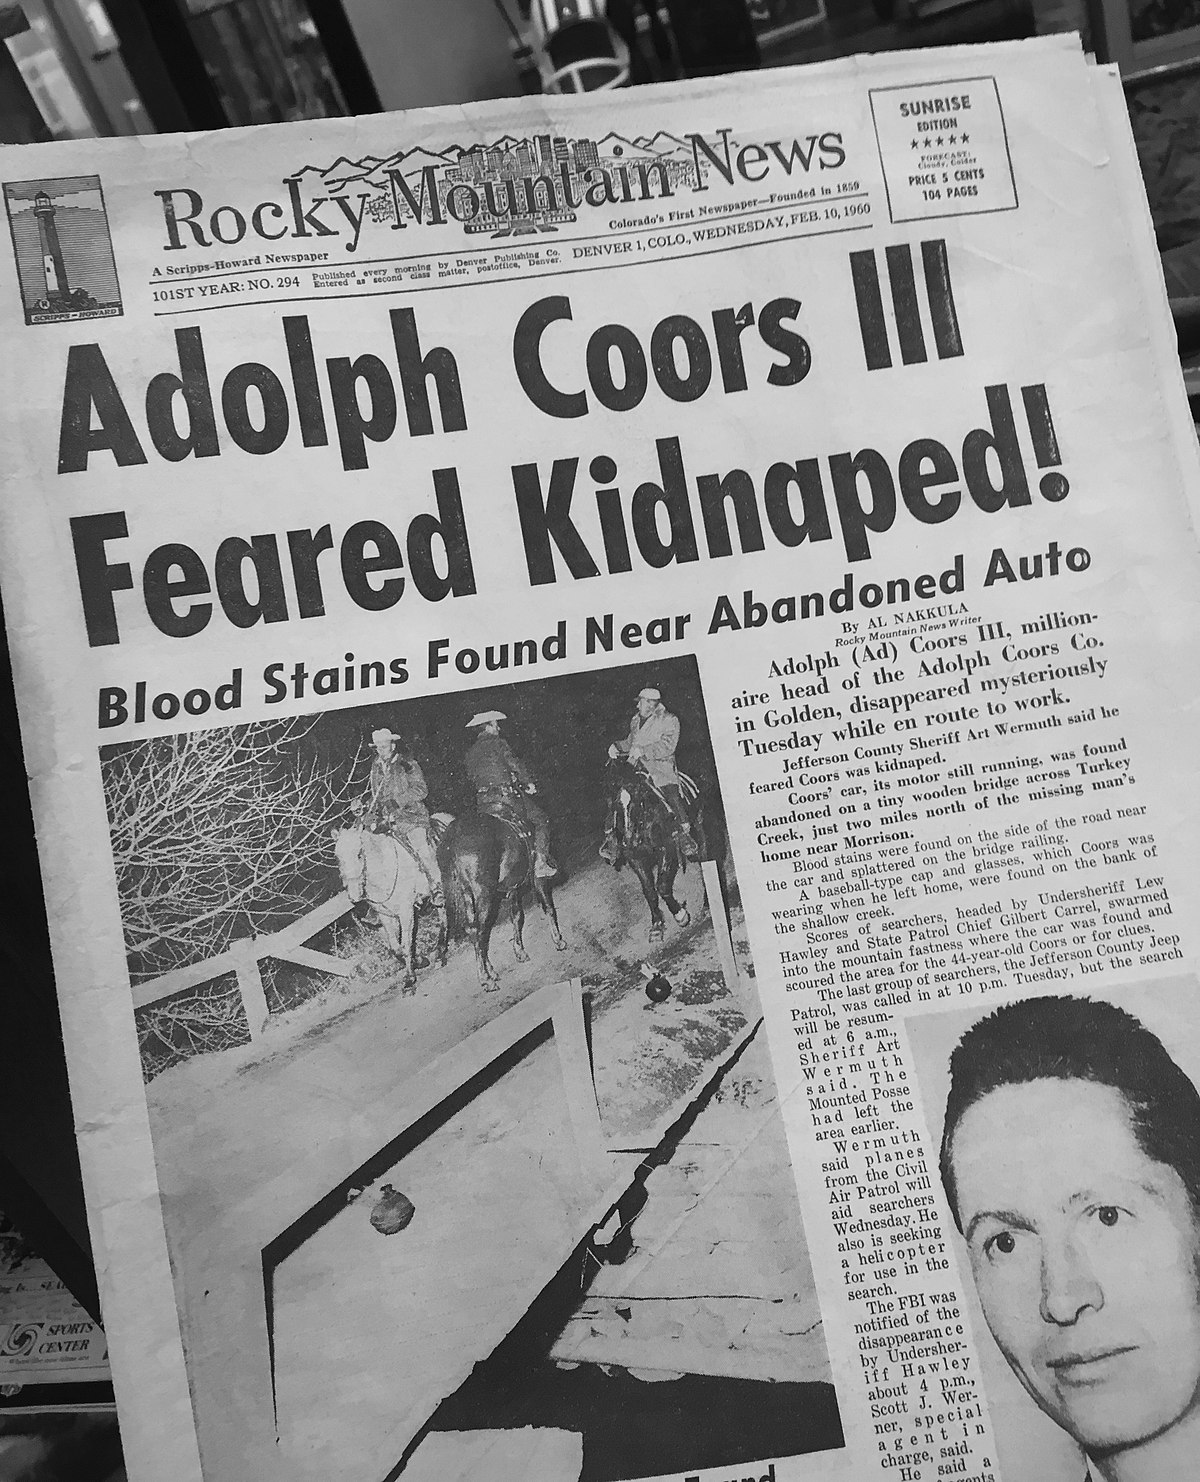 SUNRISE
EDITION
★★★★★
FORECAST:
Cloudy, Colder
PRICE 5 CENTS
104 PAGES
SCRIPPS-HOWARD
Rocky Mountain News
Colorado's First Newspaper—Founded in 1859
A Scripps-Howard Newspaper
101ST YEAR: NO. 294
Published every morning by Denver Publishing Co.
Entered as second class matter, postoffice, Denver.
DENVER 1, COLO., WEDNESDAY, FEB. 10, 1960
Adolph Coors III
Feared Kidnaped!
Blood Stains Found Near Abandoned Auto
By AL NAKKULA
Rocky Mountain News Writer
Adolph (Ad) Coors III, million-
aire head of the Adolph Coors Co.
in Golden, disappeared mysteriously
Tuesday while en route to work.
Jefferson County Sheriff Art Wermuth said he
feared Coors was kidnaped.
Coors' car, its motor still running, was found
abandoned on a tiny wooden bridge across Turkey
Creek, just two miles north of the missing man's
home near Morrison.
Blood stains were found on the side of the road near
the car and splattered on the bridge railing.
A baseball-type cap and glasses, which Coors was
wearing when he left home, were found on the bank of
the shallow creek.
Scores of searchers, headed by Undersheriff Lew
Hawley and State Patrol Chief Gilbert Carrel, swarmed
into the mountain fastness where the car was found and
scoured the area for the 44-year-old Coors or for clues.
The last group of searchers, the Jefferson County Jeep
Patrol, was called in at 10 p.m. Tuesday, but the search
will be resum-
ed at 6 a.m.,
Sheriff Art
Wermuth
said. The
Mounted Posse
had left the
area earlier.
Wermuth
said planes
from the Civil
Air Patrol will
aid searchers
Wednesday. He
also is seeking
a helicopter
for use in the
search.
The FBI was
notified of the
disappearance
by Undersher-
iff Hawley
about 4 p.m.,
Scott J. Wer-
ner, special
agent in
charge, said.
He said a
agents
Found
SPORTS
CENTER